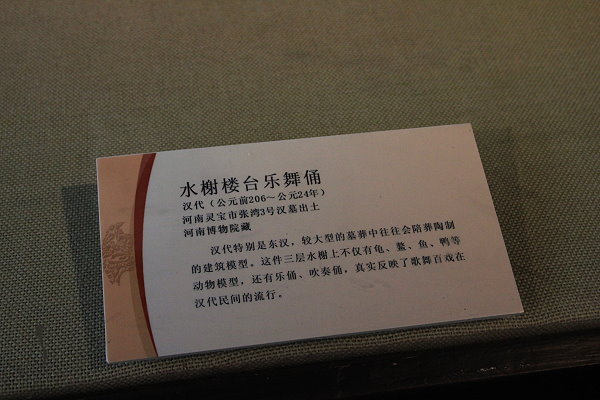 水榭楼台乐舞俑
汉代（公元前206～公元24年）
河南灵宝市张湾3号汉墓出土
河南博物院藏
汉代特别是东汉，较大型的墓葬中往往会陪葬陶制
的建筑模型。这件三层水榭上不仅有龟、鳖、鱼、鸭等
动物模型，还有乐俑、吹奏俑，真实反映了歌舞百戏在
汉代民间的流行。